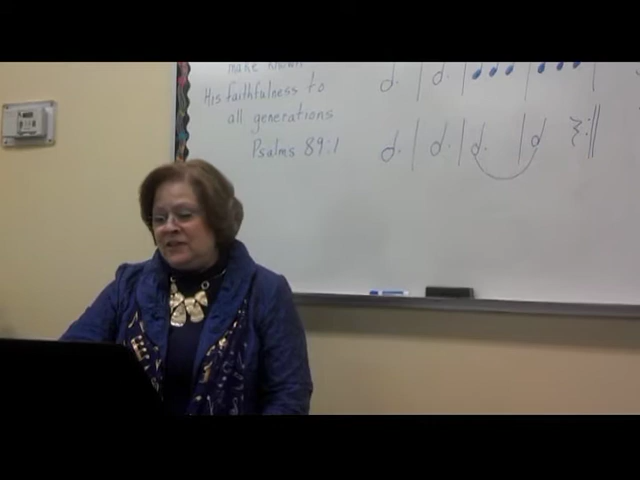 make known
His faithfulness to
all generations
Psalms 89:1